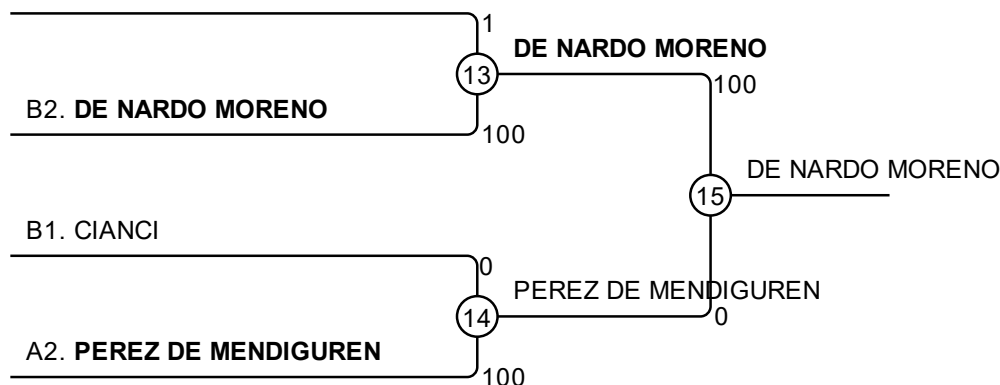 1
DE NARDO MORENO
13
100
B2. DE NARDO MORENO
100
DE NARDO MORENO
15
B1. CIANCI
0
PEREZ DE MENDIGUREN
14
0
A2. PEREZ DE MENDIGUREN
100